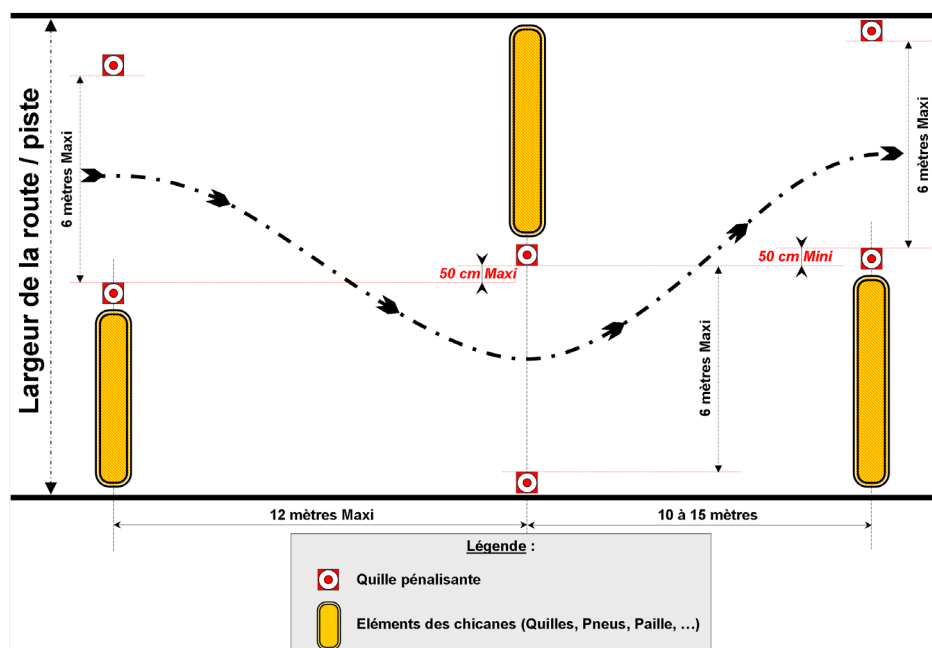 Largeur de la route / piste
6 mètres Maxi
50 cm Maxi
6 mètres Maxi
50 cm Mini
6 mètres Maxi
12 mètres Maxi
10 à 15 mètres
Légende :
Quille pénalisante
Eléments des chicanes (Quilles, Pneus, Paille, …)